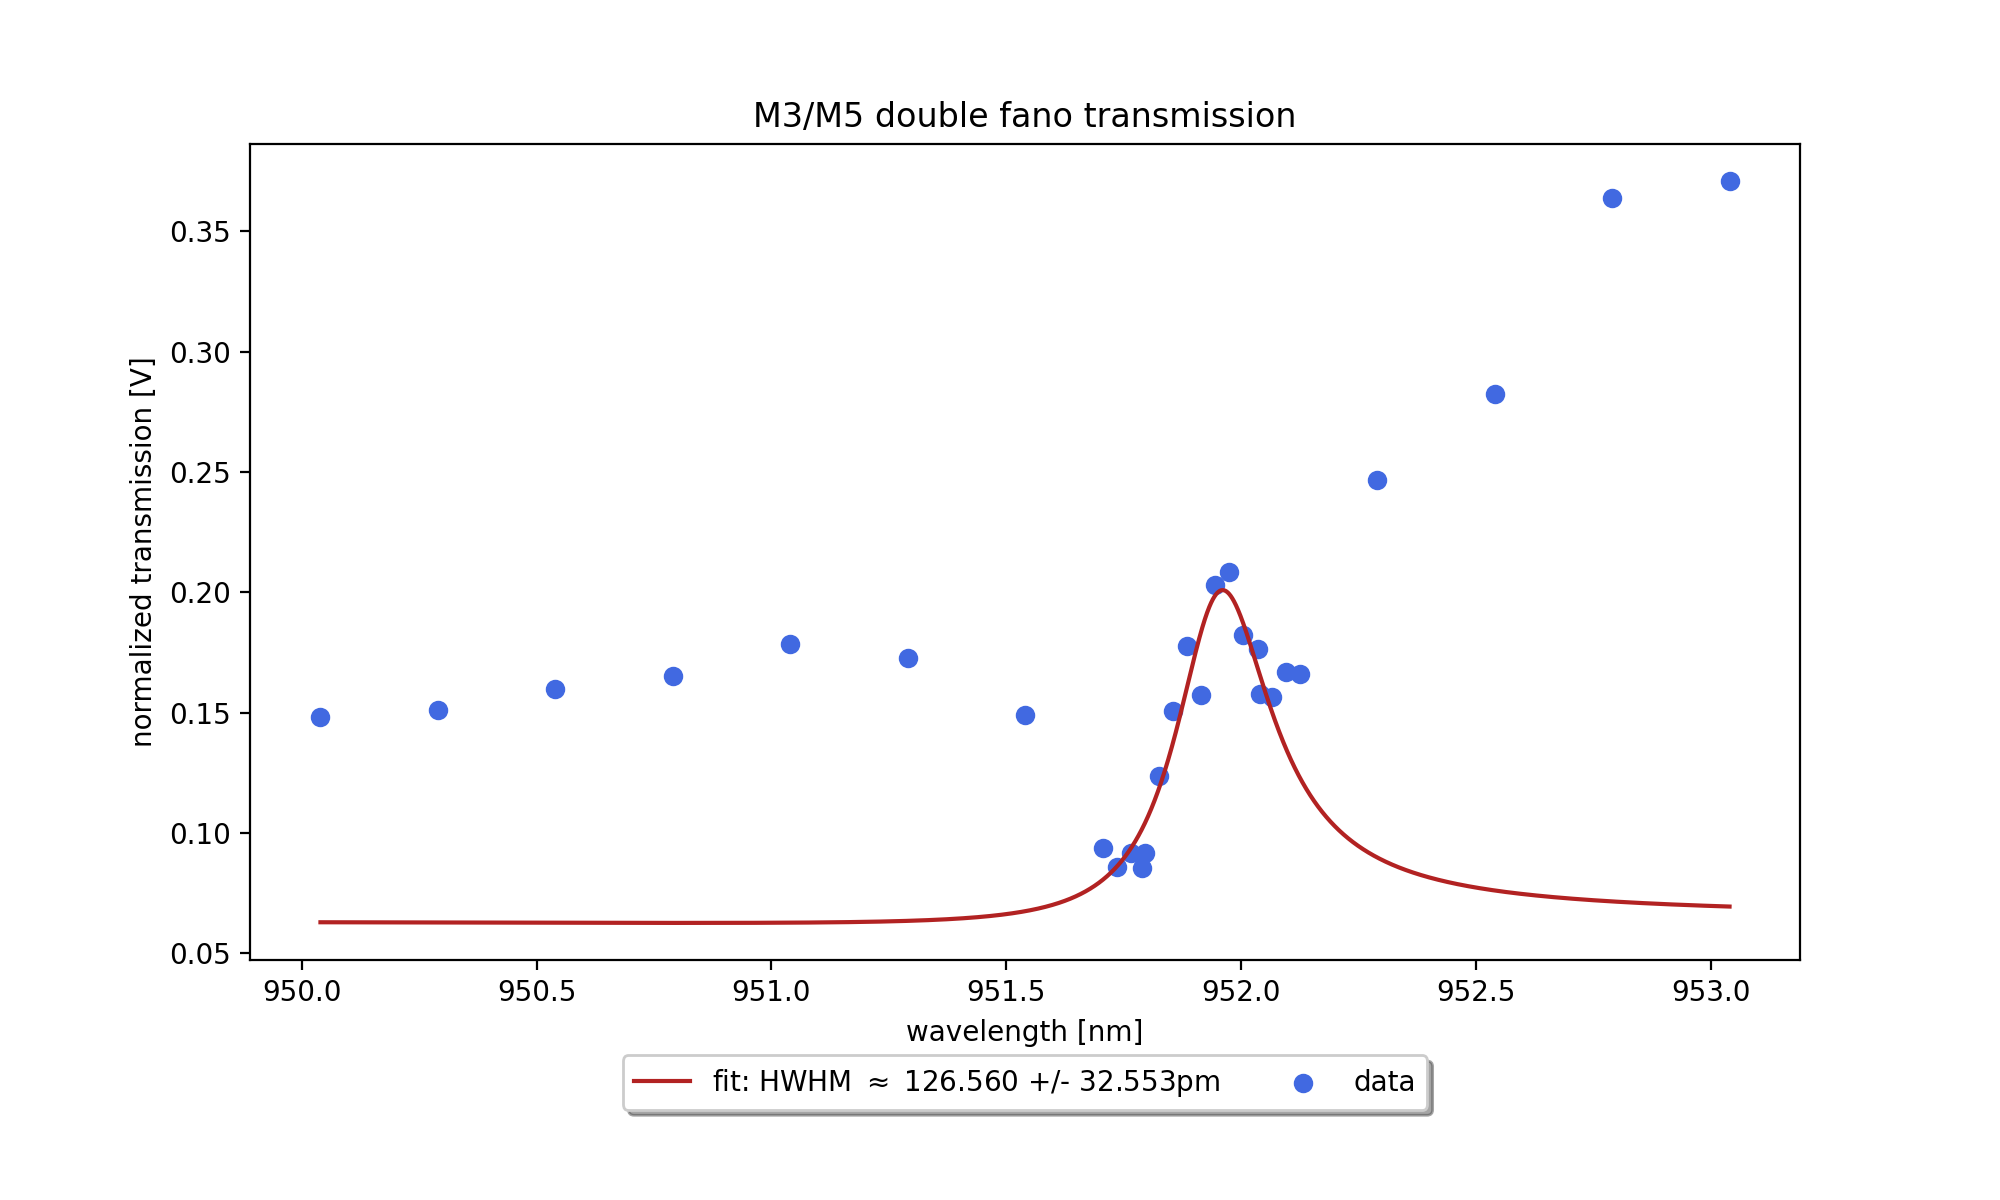 M3/M5 double fano transmission
normalized transmission [V]
0.35
0.30
0.25
0.20
0.15
0.10
0.05
950.0 950.5 951.0 951.5 952.0 952.5 953.0
wavelength [nm]
fit: HWHM ≈ 126.560 +/- 32.553pm data